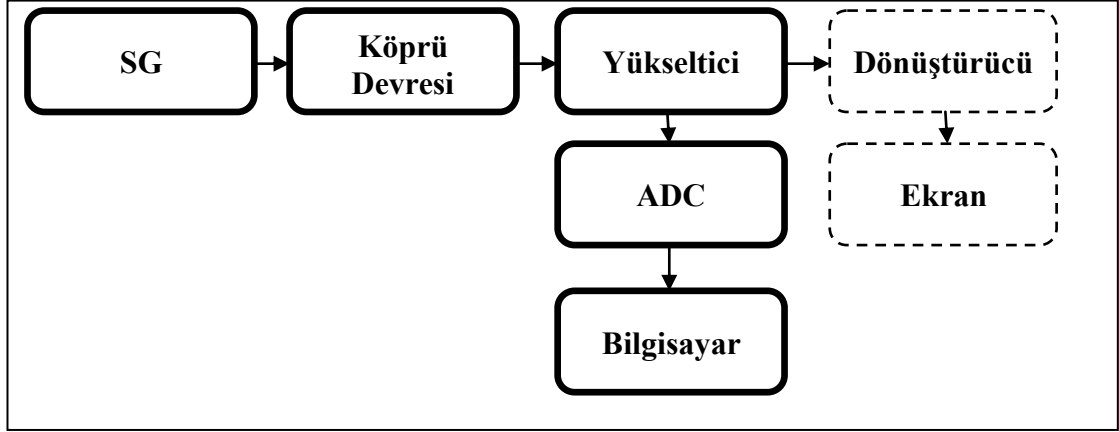 SG
Köprü
Devresi
Yükseltici
Dönüştürücü
ADC
Ekran
Bilgisayar